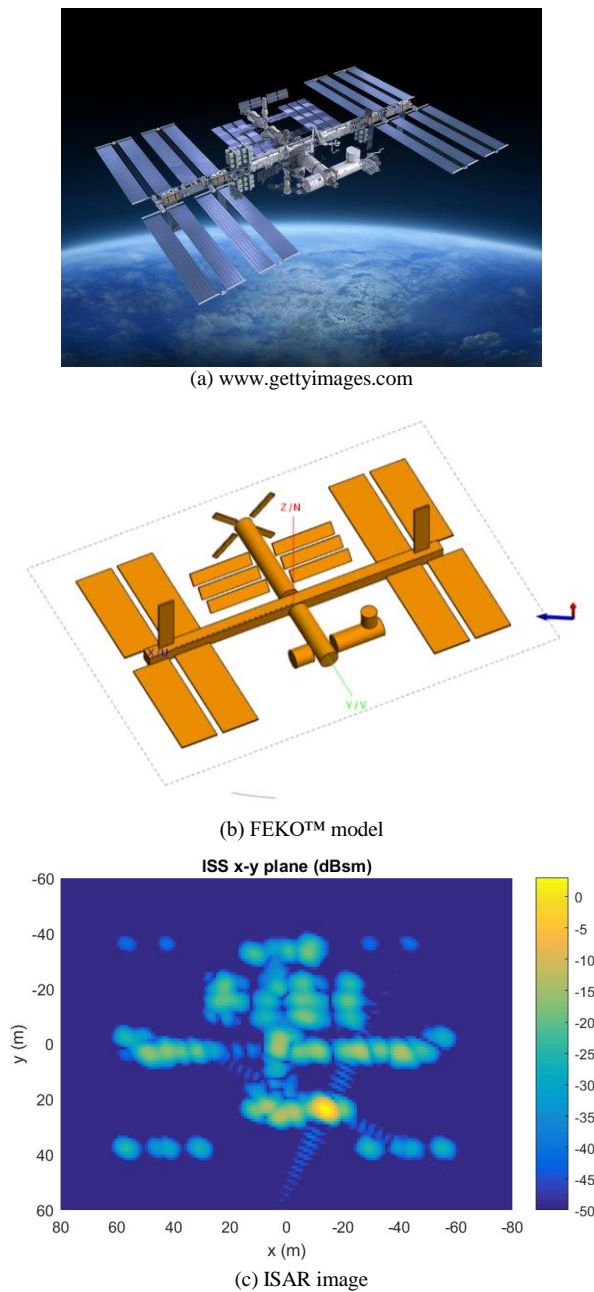 (a) www.gettyimages.com
Z / N
X / U
Y / V
(b) FEKO™ model
ISS x-y plane (dBsm)
-60
-40
-20
0
20
40
60
y (m)
80 60 40 20 0 -20 -40 -60 -80
x (m)
0
-5
-10
-15
-20
-25
-30
-35
-40
-45
-50
(c) ISAR image